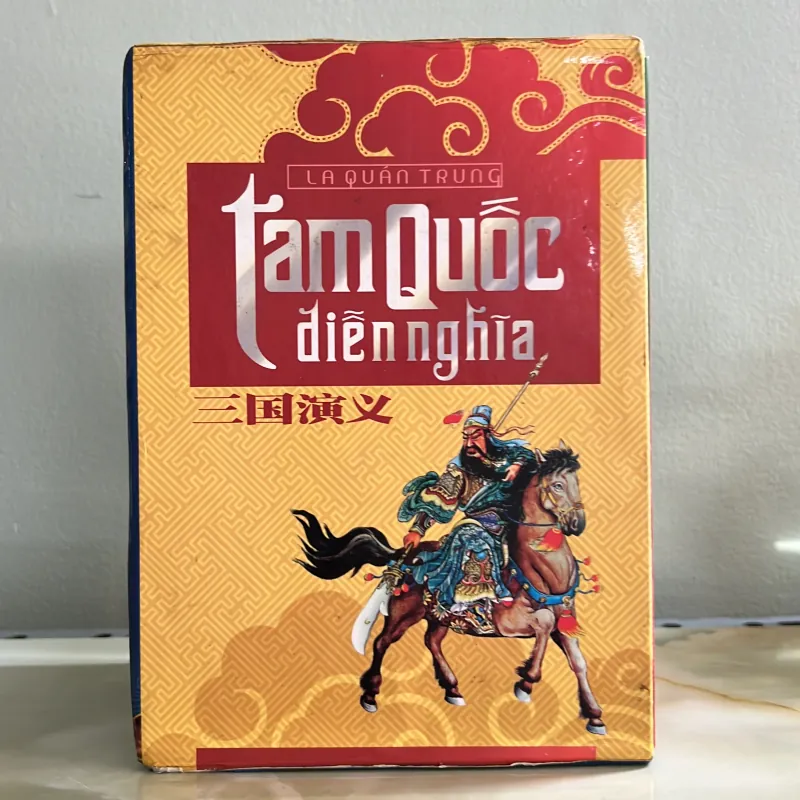 LA QUÁN TRUNG
Tam Quốc
diễn nghĩa
三国演义